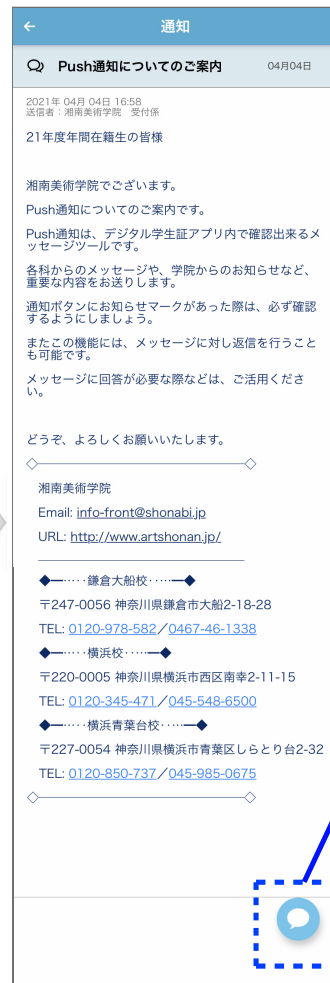 通知
Push通知についてのご案内 04月04日
2021年 04月 04日 16:58
送信者：湘南美術学院　受付係
21年度年間在籍生の皆様
湘南美術学院でございます。
Push通知についてのご案内です。
Push通知は、デジタル学生証アプリ内で確認出来るメ
ッセージツールです。
各科からのメッセージや、学院からのお知らせなど、
重要な内容をお送りします。
通知ボタンにお知らせマークがあった際は、必ず確認
するようにしましょう。
またこの機能には、メッセージに対し返信を行うこと
も可能です。
メッセージに回答が必要な際などは、ご活用くださ
い。
どうぞ、よろしくお願いいたします。
湘南美術学院
Email: info-front@shonabi.jp
URL: http://www.artshonan.jp/
◆━‥‥・鎌倉大船校・‥‥━◆
〒247-0056 神奈川県鎌倉市大船2-18-28
TEL: 0120-978-582／0467-46-1338
◆━‥‥・横浜校・‥‥━◆
〒220-0005 神奈川県横浜市西区南幸2-11-15
TEL: 0120-345-471／045-548-6500
◆━‥‥・横浜青葉台校・‥‥━◆
〒227-0054 神奈川県横浜市青葉区しらとり台2-32
TEL: 0120-850-737／045-985-0675